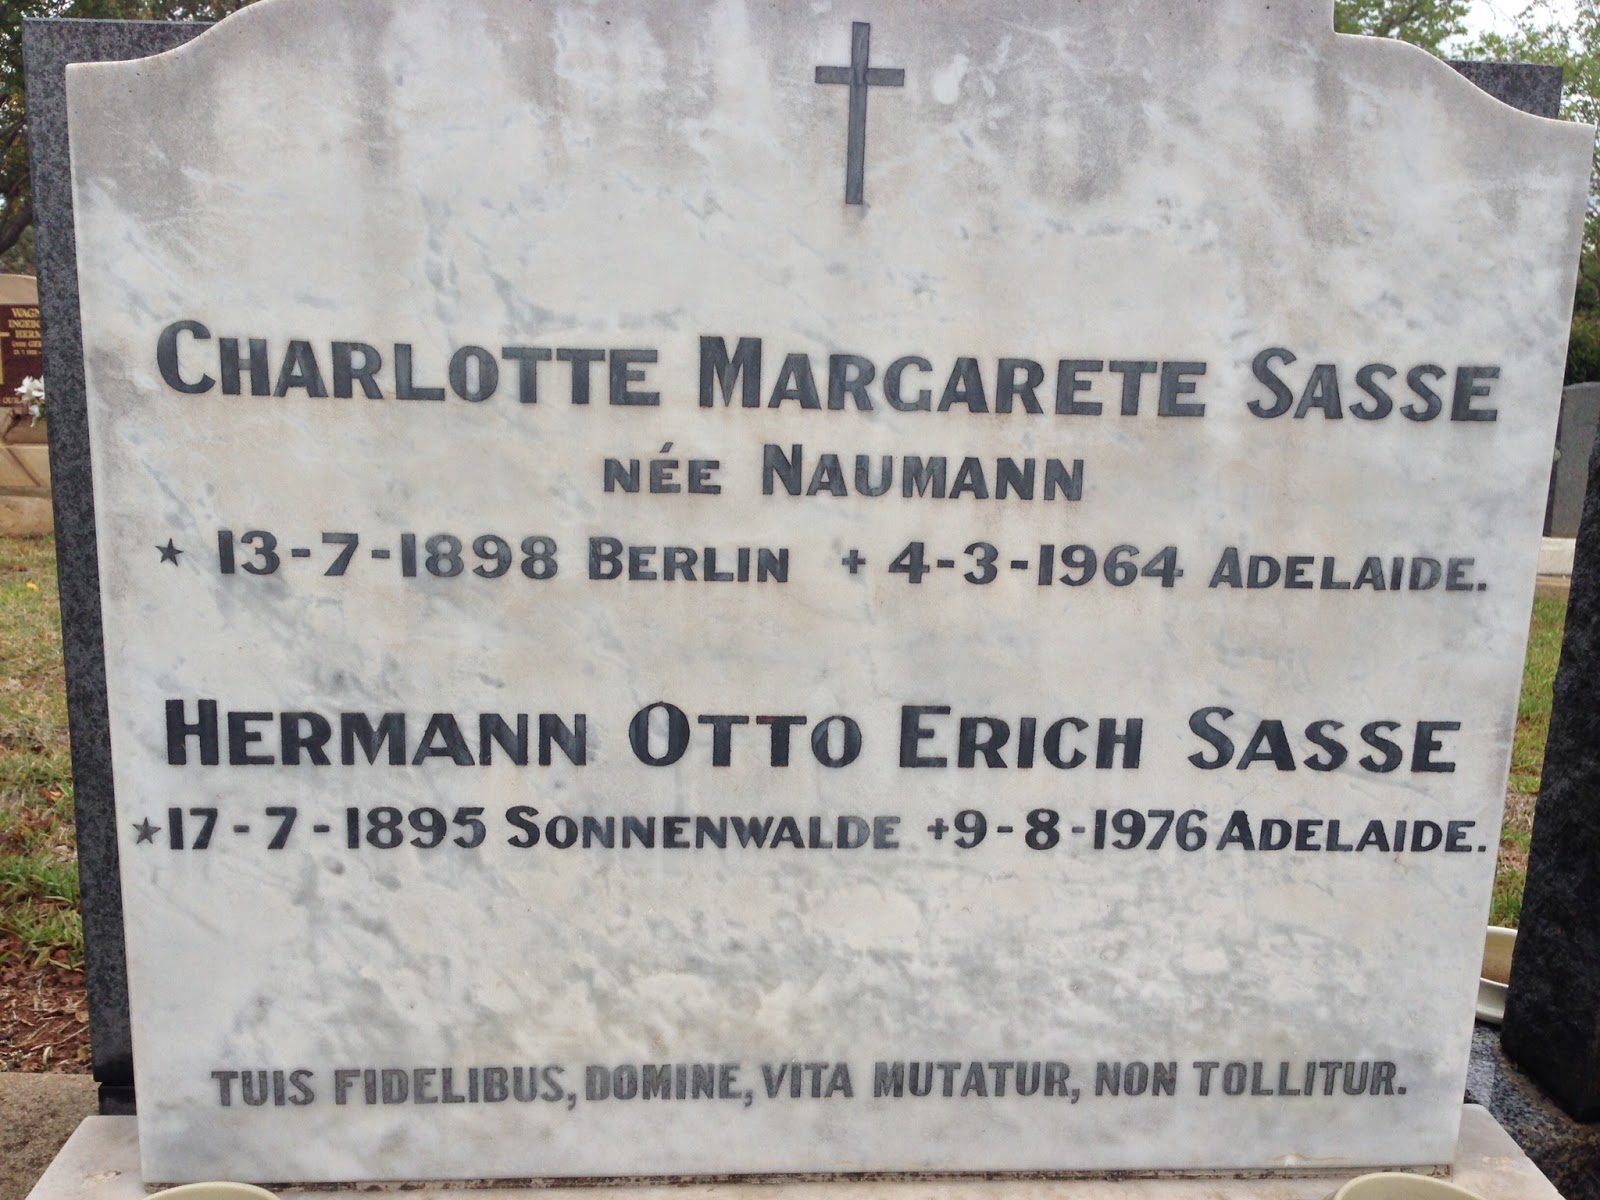 CHARLOTTE MARGARETE SASSE
NÉE NAUMANN
★ 13-7-1898 BERLIN + 4-3-1964 ADELAIDE.
HERMANN OTTO ERICH SASSE
★17-7-1895 SONNENWALDE +9-8-1976 ADELAIDE.
TUIS FIDELIBUS, DOMINE, VITA MUTATUR, NON TOLLITUR.